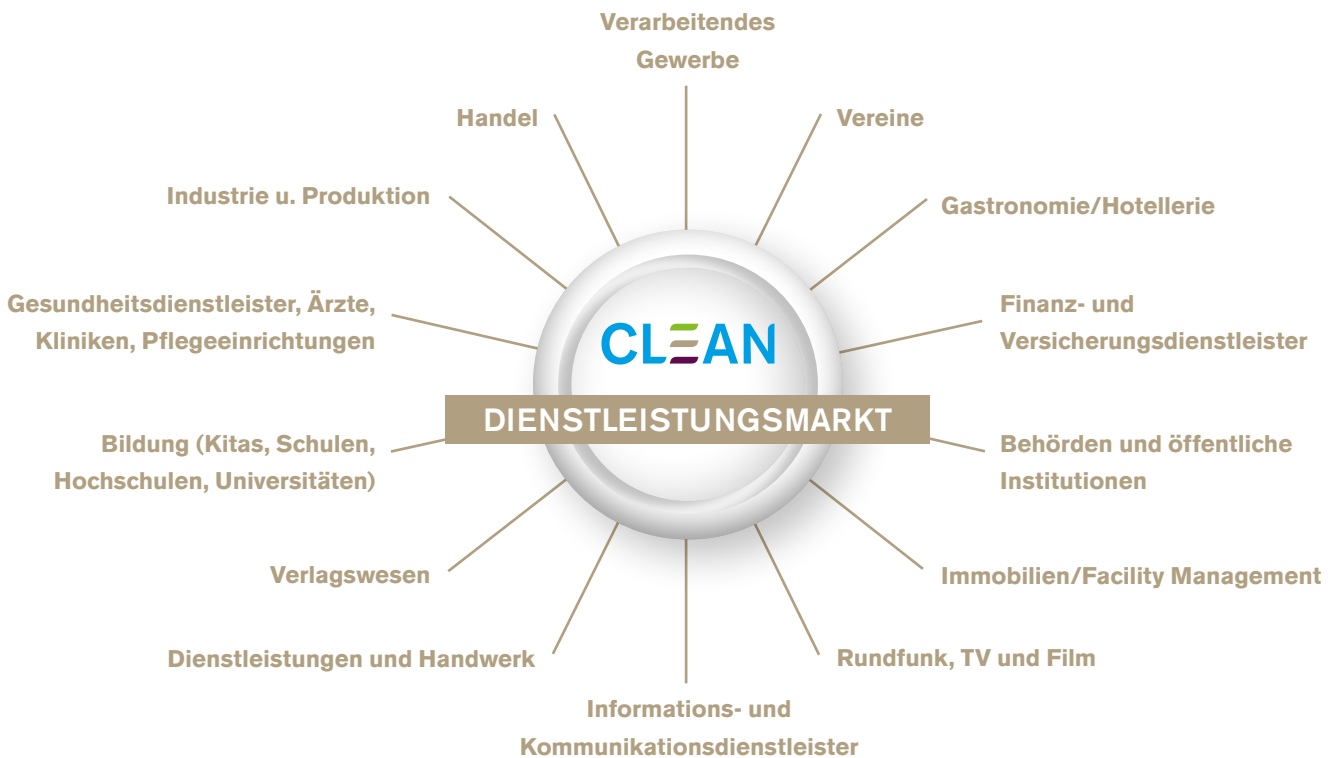 Verarbeitendes
Gewerbe
Handel
Vereine
Industrie u. Produktion
Gastronomie/Hotellerie
Gesundheitsdienstleister, Ärzte,
Kliniken, Pflegeeinrichtungen
Finanz- und
Versicherungsdienstleister
CLEAN
DIENSTLEISTUNGSMARKT
Bildung (Kitas, Schulen,
Hochschulen, Universitäten)
Behörden und öffentliche
Institutionen
Verlagswesen
Immobilien/Facility Management
Dienstleistungen und Handwerk
Rundfunk, TV und Film
Informations- und
Kommunikationsdienstleister